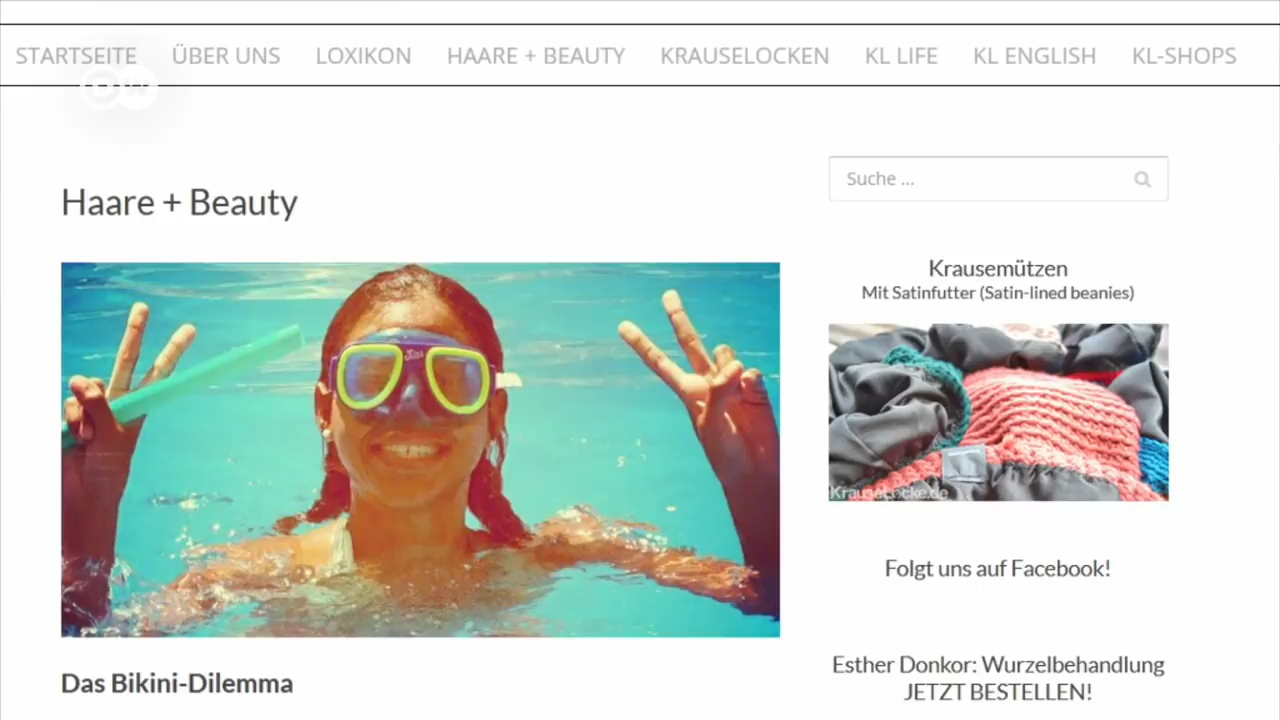 STARTSEITE ÜBER UNS LOXIKON HAARE + BEAUTY KRAUSELOCKEN KL LIFE KL ENGLISH KL-SHOPS
DW
Suche ...
Haare + Beauty
Krausemützen
Mit Satinfutter (Satin-lined beanies)
KrauseLocke.de
Folgt uns auf Facebook!
Esther Donkor: Wurzelbehandlung
JETZT BESTELLEN!
Das Bikini-Dilemma